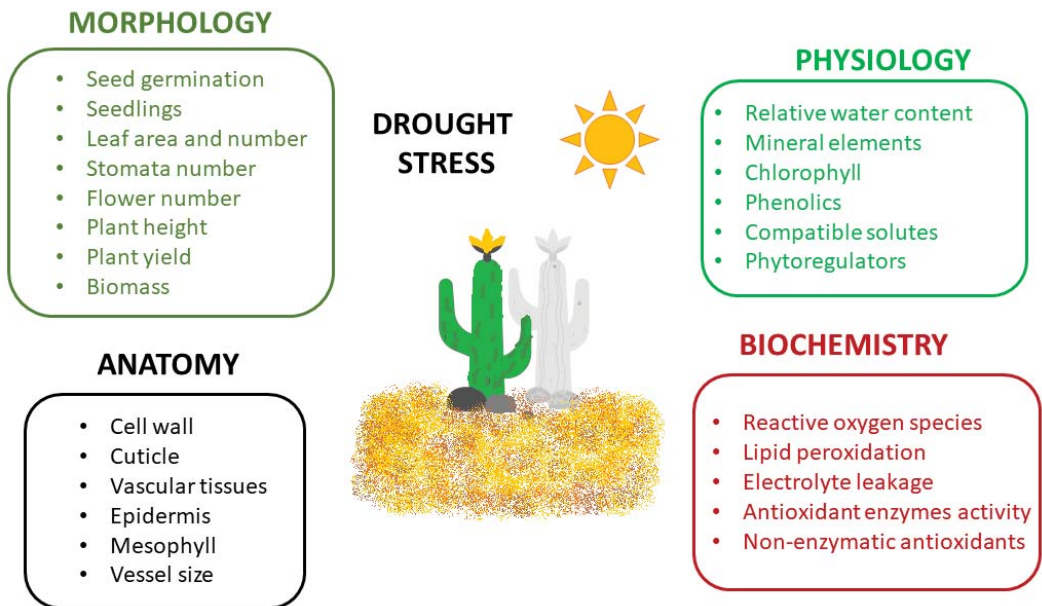 MORPHOLOGY
• Seed germination
• Seedlings
• Leaf area and number
• Stomata number
• Flower number
• Plant height
• Plant yield
• Biomass
DROUGHT
STRESS
PHYSIOLOGY
• Relative water content
• Mineral elements
• Chlorophyll
• Phenolics
• Compatible solutes
• Phytoregulators
ANATOMY
• Cell wall
• Cuticle
• Vascular tissues
• Epidermis
• Mesophyll
• Vessel size
BIOCHEMISTRY
• Reactive oxygen species
• Lipid peroxidation
• Electrolyte leakage
• Antioxidant enzymes activity
• Non-enzymatic antioxidants